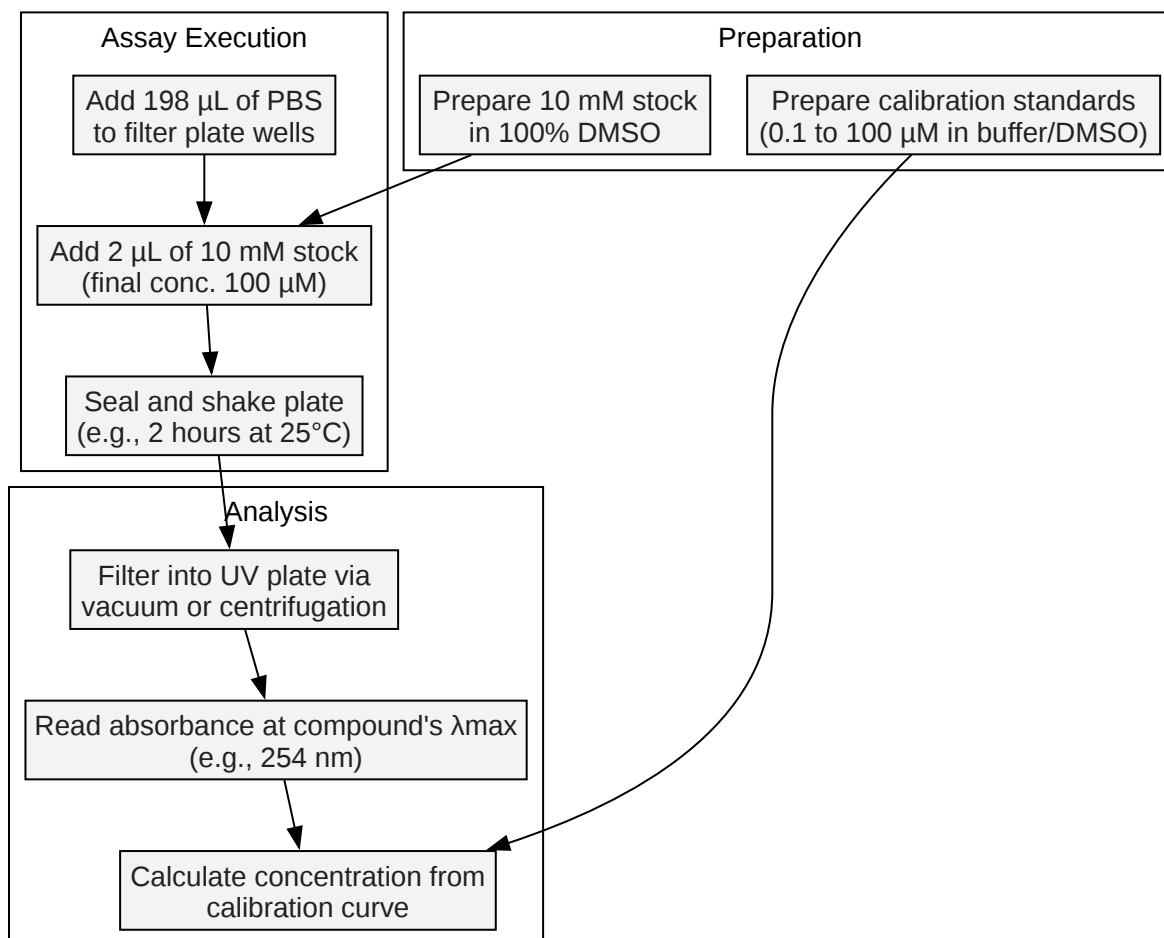 Assay Execution
Add 198 µL of PBS
to filter plate wells
Add 2 µL of 10 mM stock
(final conc. 100 µM)
Seal and shake plate
(e.g., 2 hours at 25°C)
Preparation
Prepare 10 mM stock
in 100% DMSO
Prepare calibration standards
(0.1 to 100 µM in buffer/DMSO)
Analysis
Filter into UV plate via
vacuum or centrifugation
Read absorbance at compound's λmax
(e.g., 254 nm)
Calculate concentration from
calibration curve